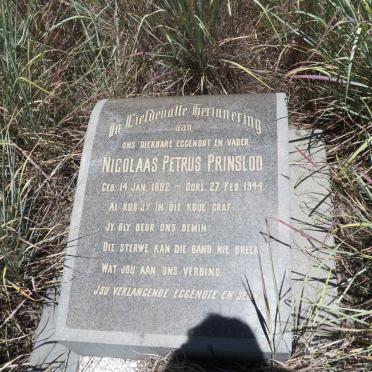 In Liefdevolle Herinnering
aan
ons dierbare eggenoot en vader
Nicolaas Petrus Prinsloo
Geb. 14 Jan. 1882 – Oorl. 27 Feb. 1944.
Al rus jy in die koue graf
Jy bly deur ons bemin
Die sterwe kan die band nie breek
Wat jou aan ons verbind.
Jou verlangende eggenote en